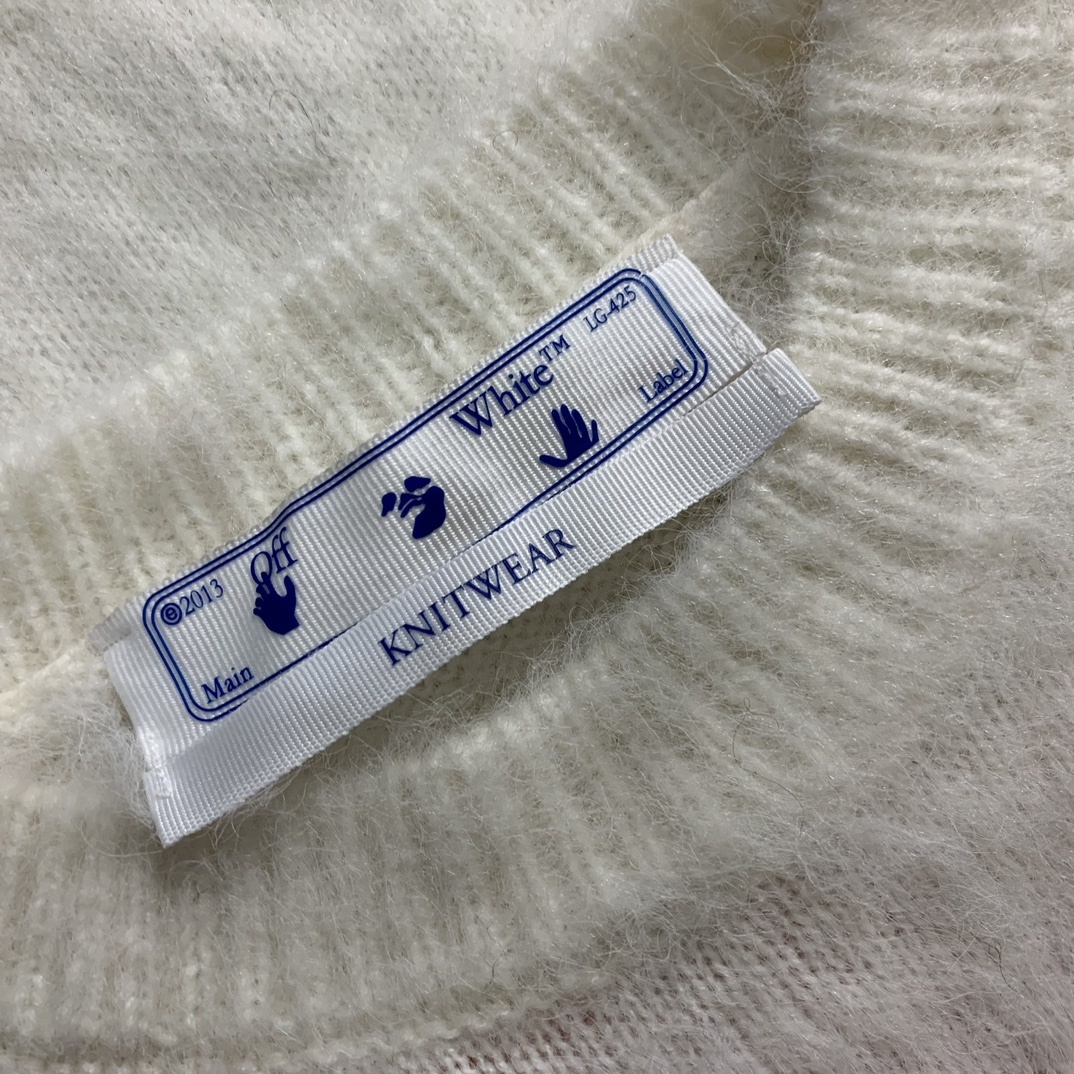 ©2013
Off
White™
LG-425
Main
Label
KNITWEAR